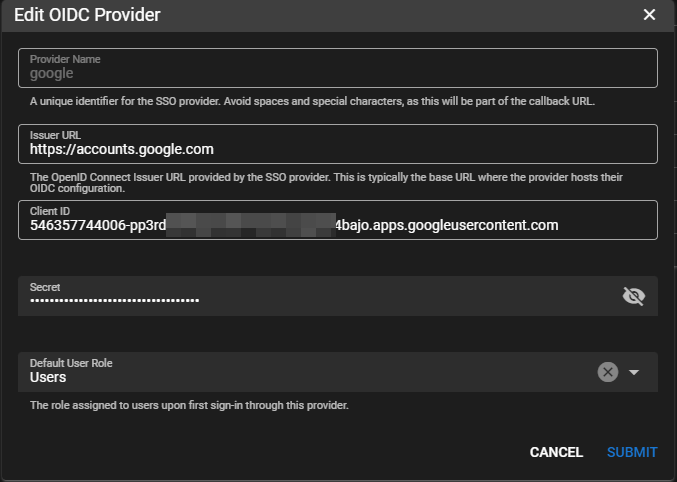 Edit OIDC Provider
Provider Name
google
A unique identifier for the SSO provider. Avoid spaces and special characters, as this will be part of the callback URL.
Issuer URL
https://accounts.google.com
The OpenID Connect Issuer URL provided by the SSO provider. This is typically the base URL where the provider hosts their
OIDC configuration.
Client ID
546357744006-pp3rd 4bajo.apps.googleusercontent.com
Secret
Default User Role
Users
The role assigned to users upon first sign-in through this provider.
CANCEL SUBMIT